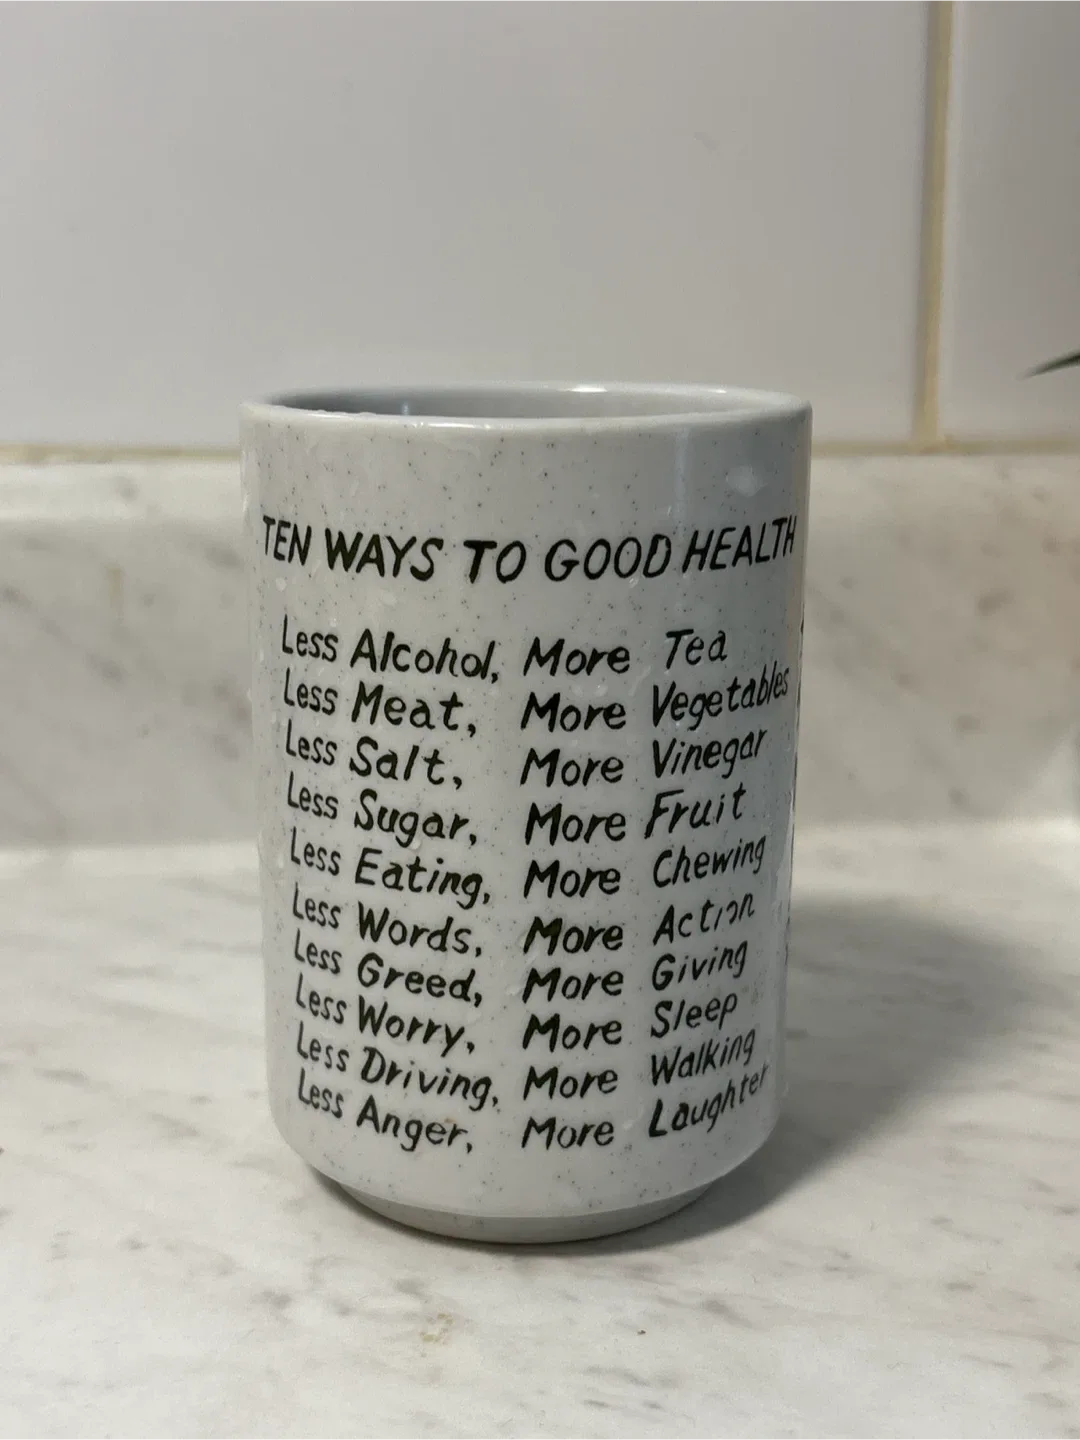 TEN WAYS TO GOOD HEALTH
Less Alcohol, More Tea
Less Meat, More Vegetables
Less Salt, More Vinegar
Less Sugar, More Fruit
Less Eating, More Chewing
Less Words, More Action
Less Greed, More Giving
Less Worry, More Sleep
Less Driving, More Walking
Less Anger, More Laughter